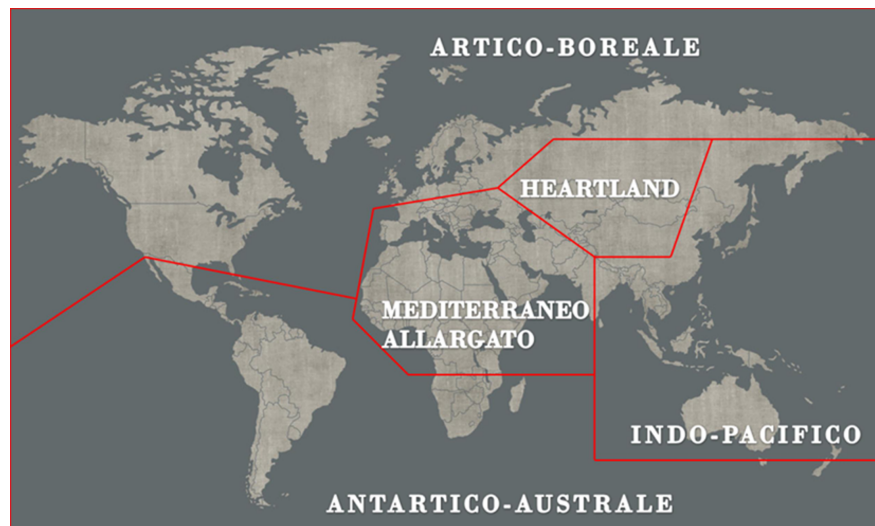 ARTICO-BOREALE
HEARTLAND
MEDITERRANEO
ALLARGATO
INDO-PACIFICO
ANTARTICO-AUSTRALE